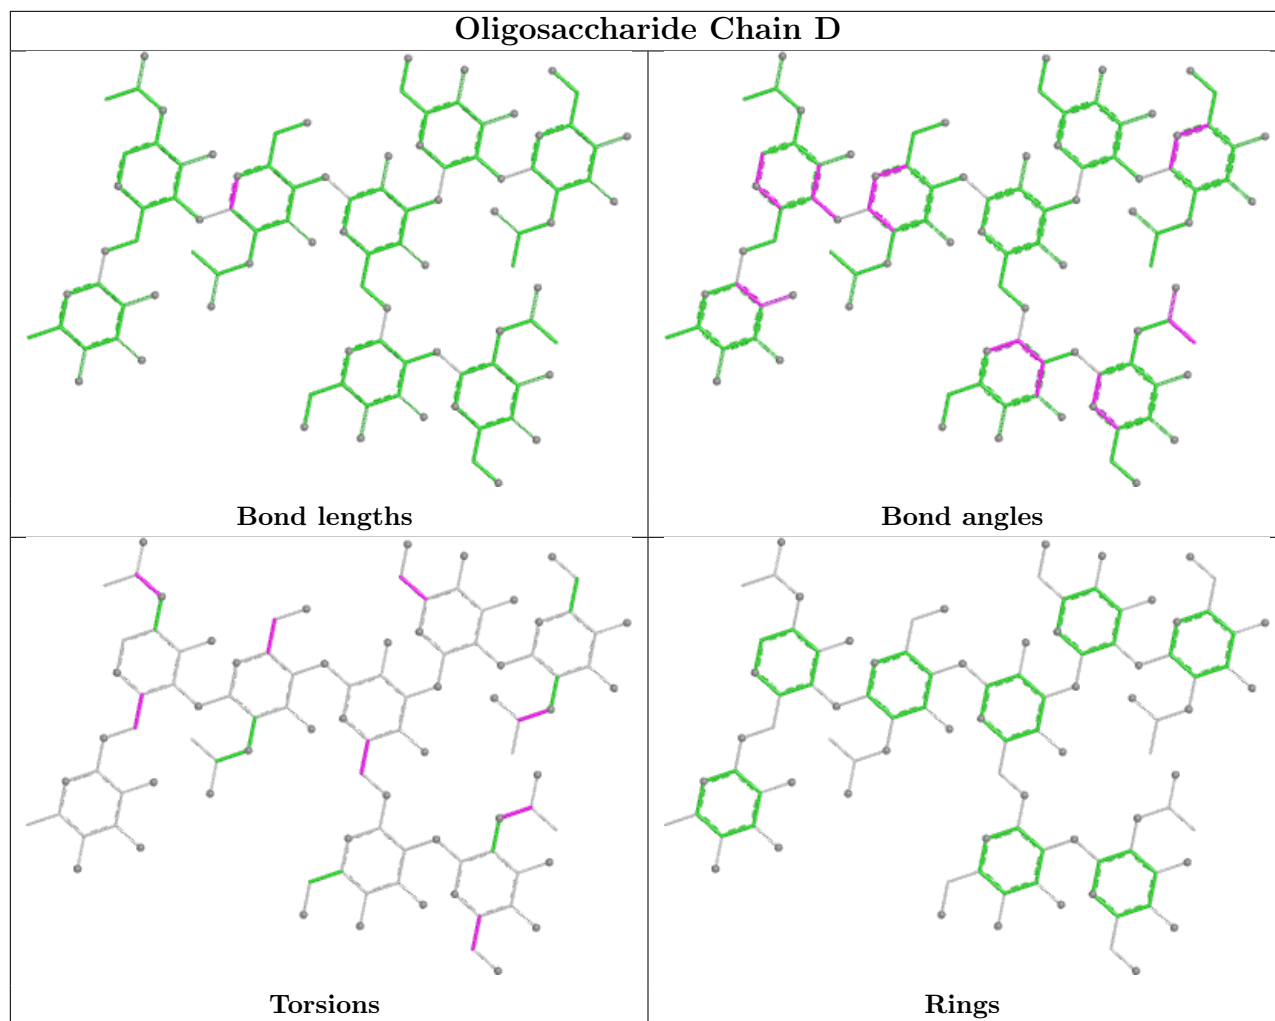 Oligosaccharide Chain D
Bond lengths
Bond angles
Torsions
Rings